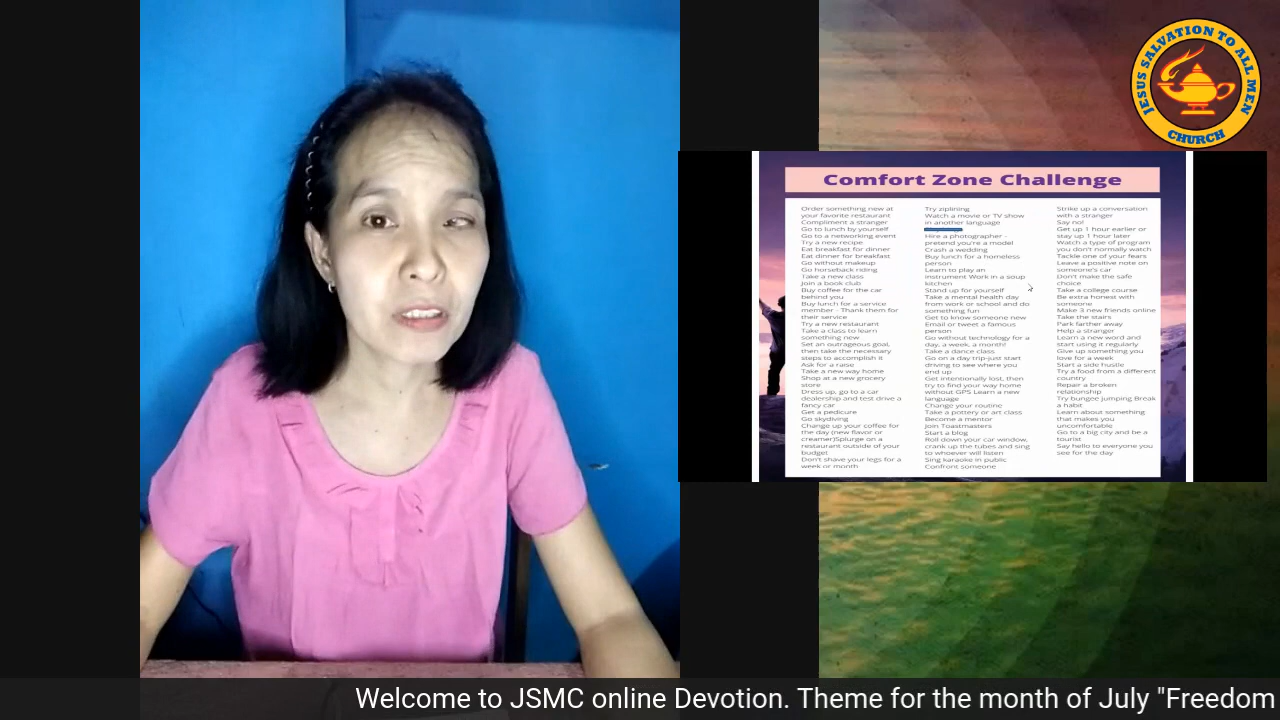 JESUS SALVATION TO ALL MEN
CHURCH
Comfort Zone Challenge
Order something new at
your favorite restaurant
Compliment a stranger
Go to lunch by yourself
Go to a networking event
Try a new recipe
Eat breakfast for dinner
Eat dinner for breakfast
Go without makeup
Go horseback riding
Take a new class
Join a book club
Buy coffee for the car
behind you
Buy lunch for a service
member - Thank them for
their service
Try a new restaurant
Take a class to learn
something new
Set an outrageous goal,
then take the necessary
steps to accomplish it
Ask for a raise
Take a new way home
Shop at a new grocery
store
Dress up, go to a car
dealership and test drive a
fancy car
Get a pedicure
Go skydiving
Change up your coffee for
the day (new flavor or
creamer)Splurge on a
restaurant outside of your
budget
Don't shave your legs for a
week or month
Try ziplining
Watch a movie or TV show
in another language
Hire a photographer -
pretend you're a model
Crash a wedding
Buy lunch for a homeless
person
Learn to play an
instrument Work in a soup
kitchen
Stand up for yourself
Take a mental health day
from work or school and do
something fun
Get to know someone new
Email or tweet a famous
person
Go without technology for a
day, a week, a month!
Take a dance class
Go on a day trip-just start
driving to see where you
end up
Get intentionally lost, then
try to find your way home
without GPS Learn a new
language
Change your routine
Take a pottery or art class
Become a mentor
Join Toastmasters
Start a blog
Roll down your car window,
crank up the tubes and sing
to whoever will listen
Sing karaoke in public
Confront someone
Strike up a conversation
with a stranger
Say no!
Get up 1 hour earlier or
stay up 1 hour later
Watch a type of program
you don't normally watch
Tackle one of your fears
Leave a positive note on
someone's car
Don't make the safe
choice
Take a college course
Be extra honest with
someone
Make 3 new friends online
Take the stairs
Park farther away
Help a stranger
Learn a new word and
start using it regularly
Give up something you
love for a week
Start a side hustle
Try a food from a different
country
Repair a broken
relationship
Try bungee jumping Break
a habit
Learn about something
that makes you
uncomfortable
Go to a big city and be a
tourist
Say hello to everyone you
see for the day
Welcome to JSMC online Devotion. Theme for the month of July "Freedom